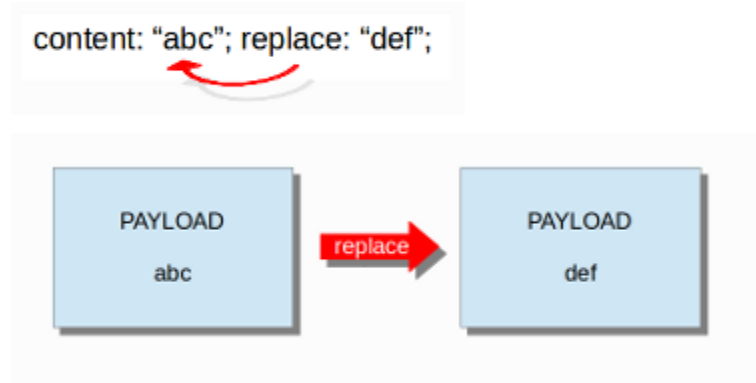 content: “abc”; replace: “def”;
PAYLOAD
abc
replace
PAYLOAD
def